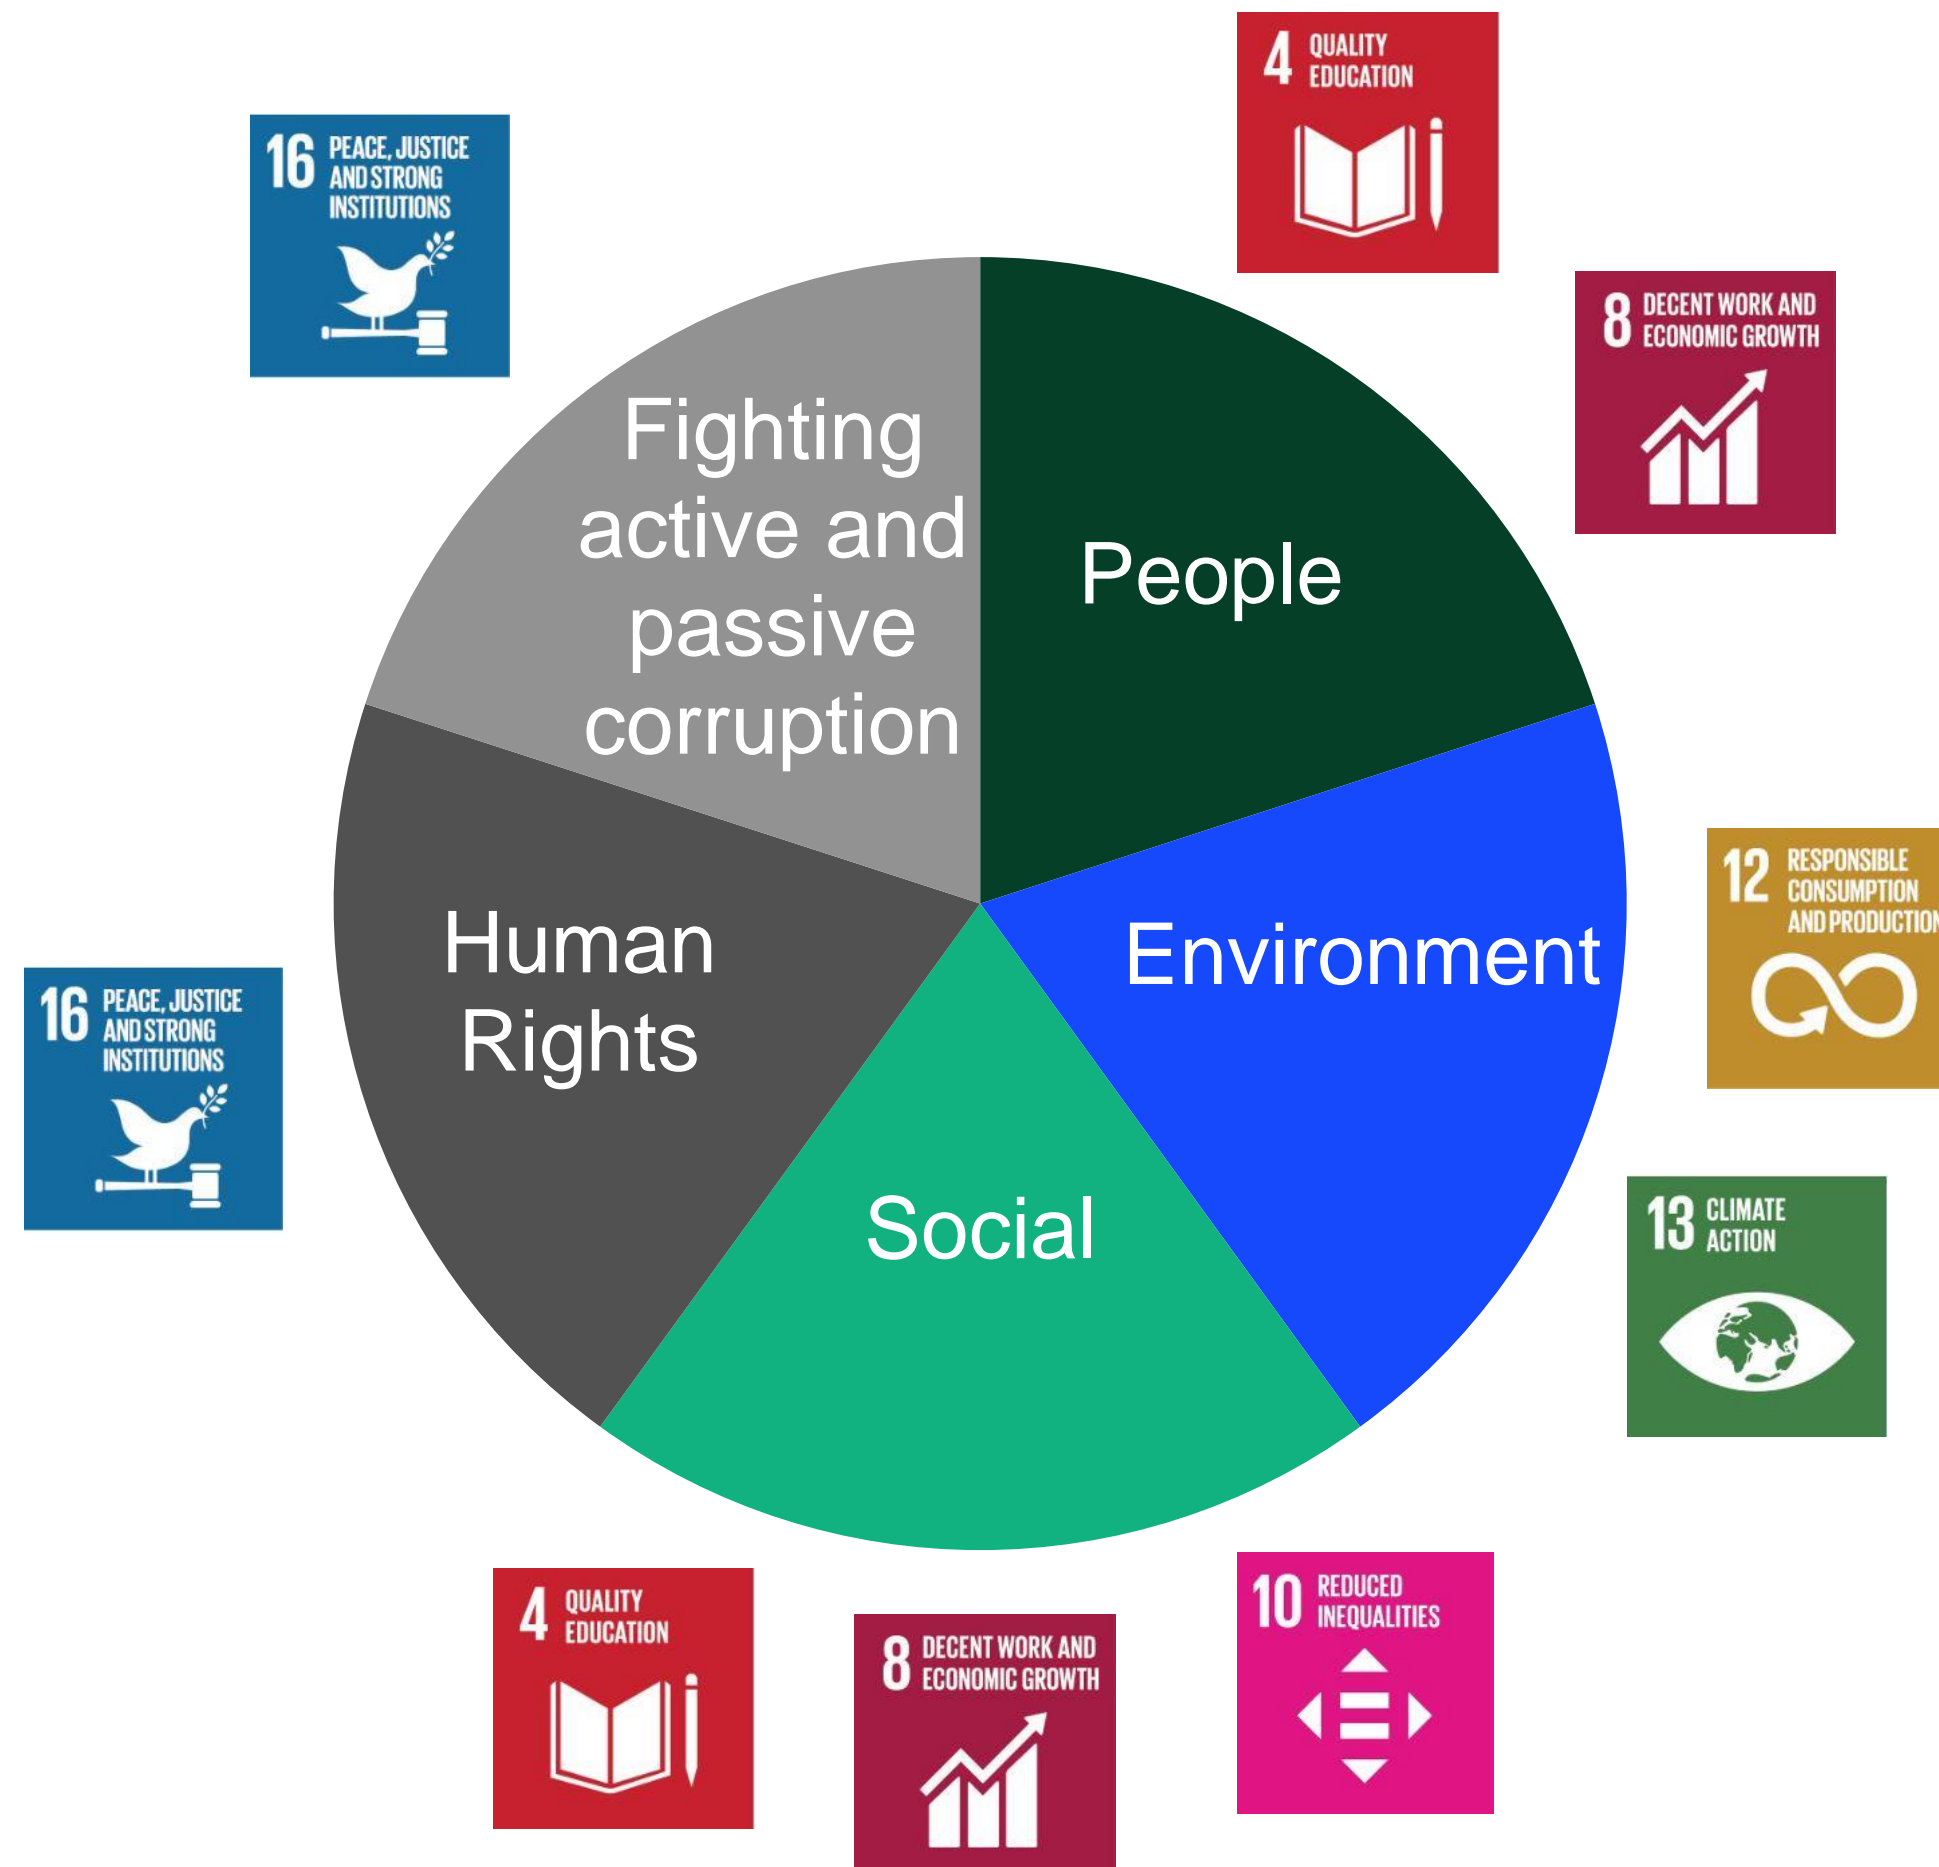 4 QUALITY
EDUCATION
16 PEACE, JUSTICE
AND STRONG
INSTITUTIONS
8 DECENT WORK AND
ECONOMIC GROWTH
Fighting
active and
passive
corruption
People
12 RESPONSIBLE
CONSUMPTION
AND PRODUCTION
Environment
Human
Rights
16 PEACE, JUSTICE
AND STRONG
INSTITUTIONS
13 CLIMATE
ACTION
Social
4 QUALITY
EDUCATION
8 DECENT WORK AND
ECONOMIC GROWTH
10 REDUCED
INEQUALITIES